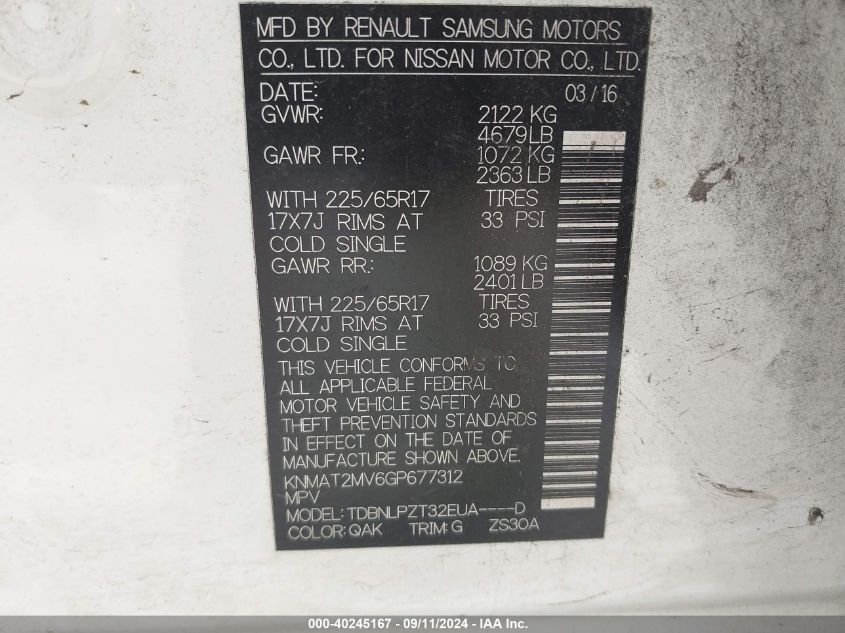 MFD BY RENAULT SAMSUNG MOTORS
CO., LTD. FOR NISSAN MOTOR CO., LTD.
DATE: 03/16
GVWR: 2122 KG
4679LB
GAWR FR.: 1072 KG
2363 LB
WITH 225/65R17 TIRES
17X7J RIMS AT 33 PSI
COLD SINGLE
GAWR RR.: 1089 KG
2401 LB
WITH 225/65R17 TIRES
17X7J RIMS AT 33 PSI
COLD SINGLE
THIS VEHICLE CONFORMS TO
ALL APPLICABLE FEDERAL
MOTOR VEHICLE SAFETY AND
THEFT PREVENTION STANDARDS
IN EFFECT ON THE DATE OF
MANUFACTURE SHOWN ABOVE.
KNMAT2MV6GP677312
MPV
MODEL: TDBNLPZT32EUA----D
COLOR: QAK TRIM: G ZS30A
000-40245167 - 09/11/2024 - IAA Inc.